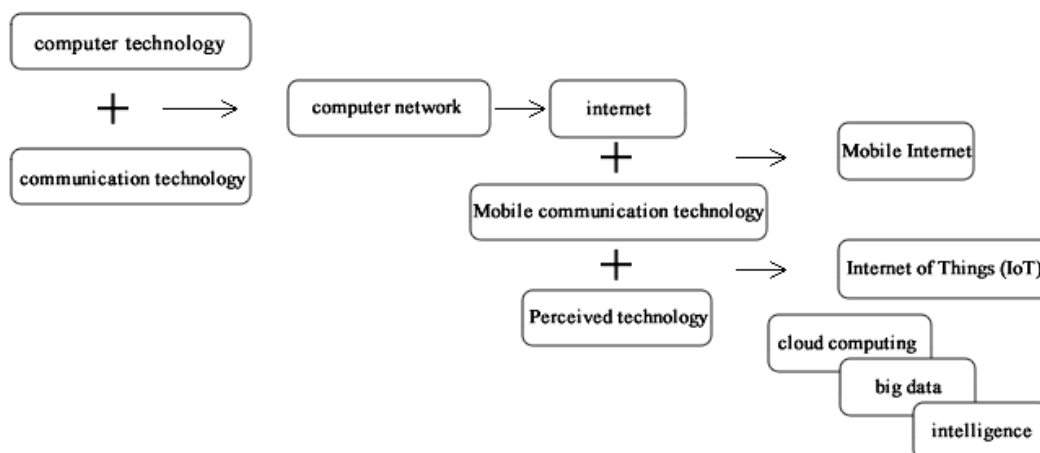 computer technology
+
computer network
internet
communication technology
+
Mobile Internet
Mobile communication technology
+
Internet of Things (IoT)
Perceived technology
cloud computing
big data
intelligence